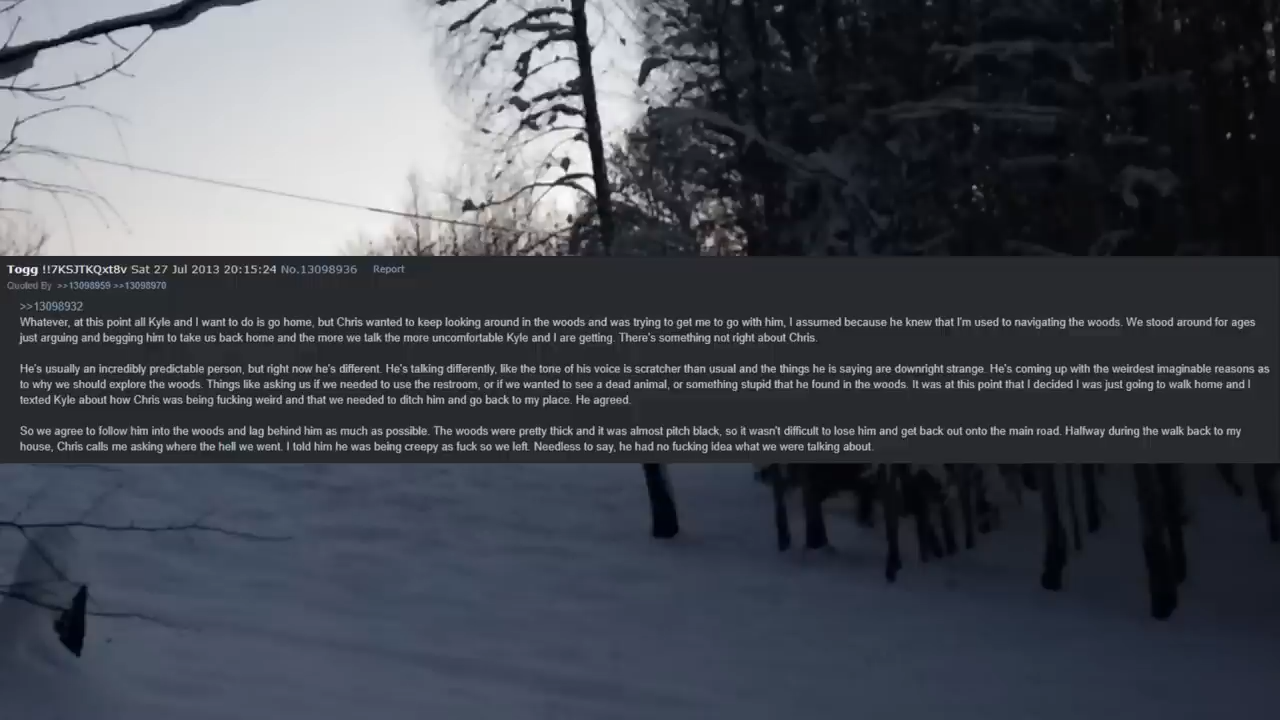 Togg !!7KSJTKQxt8v Sat 27 Jul 2013 20:15:24 No.13098936 Report
Quoted By >>13098959 >>13098970
>>13098932
Whatever, at this point all Kyle and I want to do is go home, but Chris wanted to keep looking around in the woods and was trying to get me to go with him, I assumed because he knew that I'm used to navigating the woods. We stood around for ages
just arguing and begging him to take us back home and the more we talk the more uncomfortable Kyle and I are getting. There's something not right about Chris.
He's usually an incredibly predictable person, but right now he's different. He's talking differently, like the tone of his voice is scratcher than usual and the things he is saying are downright strange. He's coming up with the weirdest imaginable reasons as
to why we should explore the woods. Things like asking us if we needed to use the restroom, or if we wanted to see a dead animal, or something stupid that he found in the woods. It was at this point that I decided I was just going to walk home and I
texted Kyle about how Chris was being fucking weird and that we needed to ditch him and go back to my place. He agreed.
So we agree to follow him into the woods and lag behind him as much as possible. The woods were pretty thick and it was almost pitch black, so it wasn't difficult to lose him and get back out onto the main road. Halfway during the walk back to my
house, Chris calls me asking where the hell we went. I told him he was being creepy as fuck so we left. Needless to say, he had no fucking idea what we were talking about.